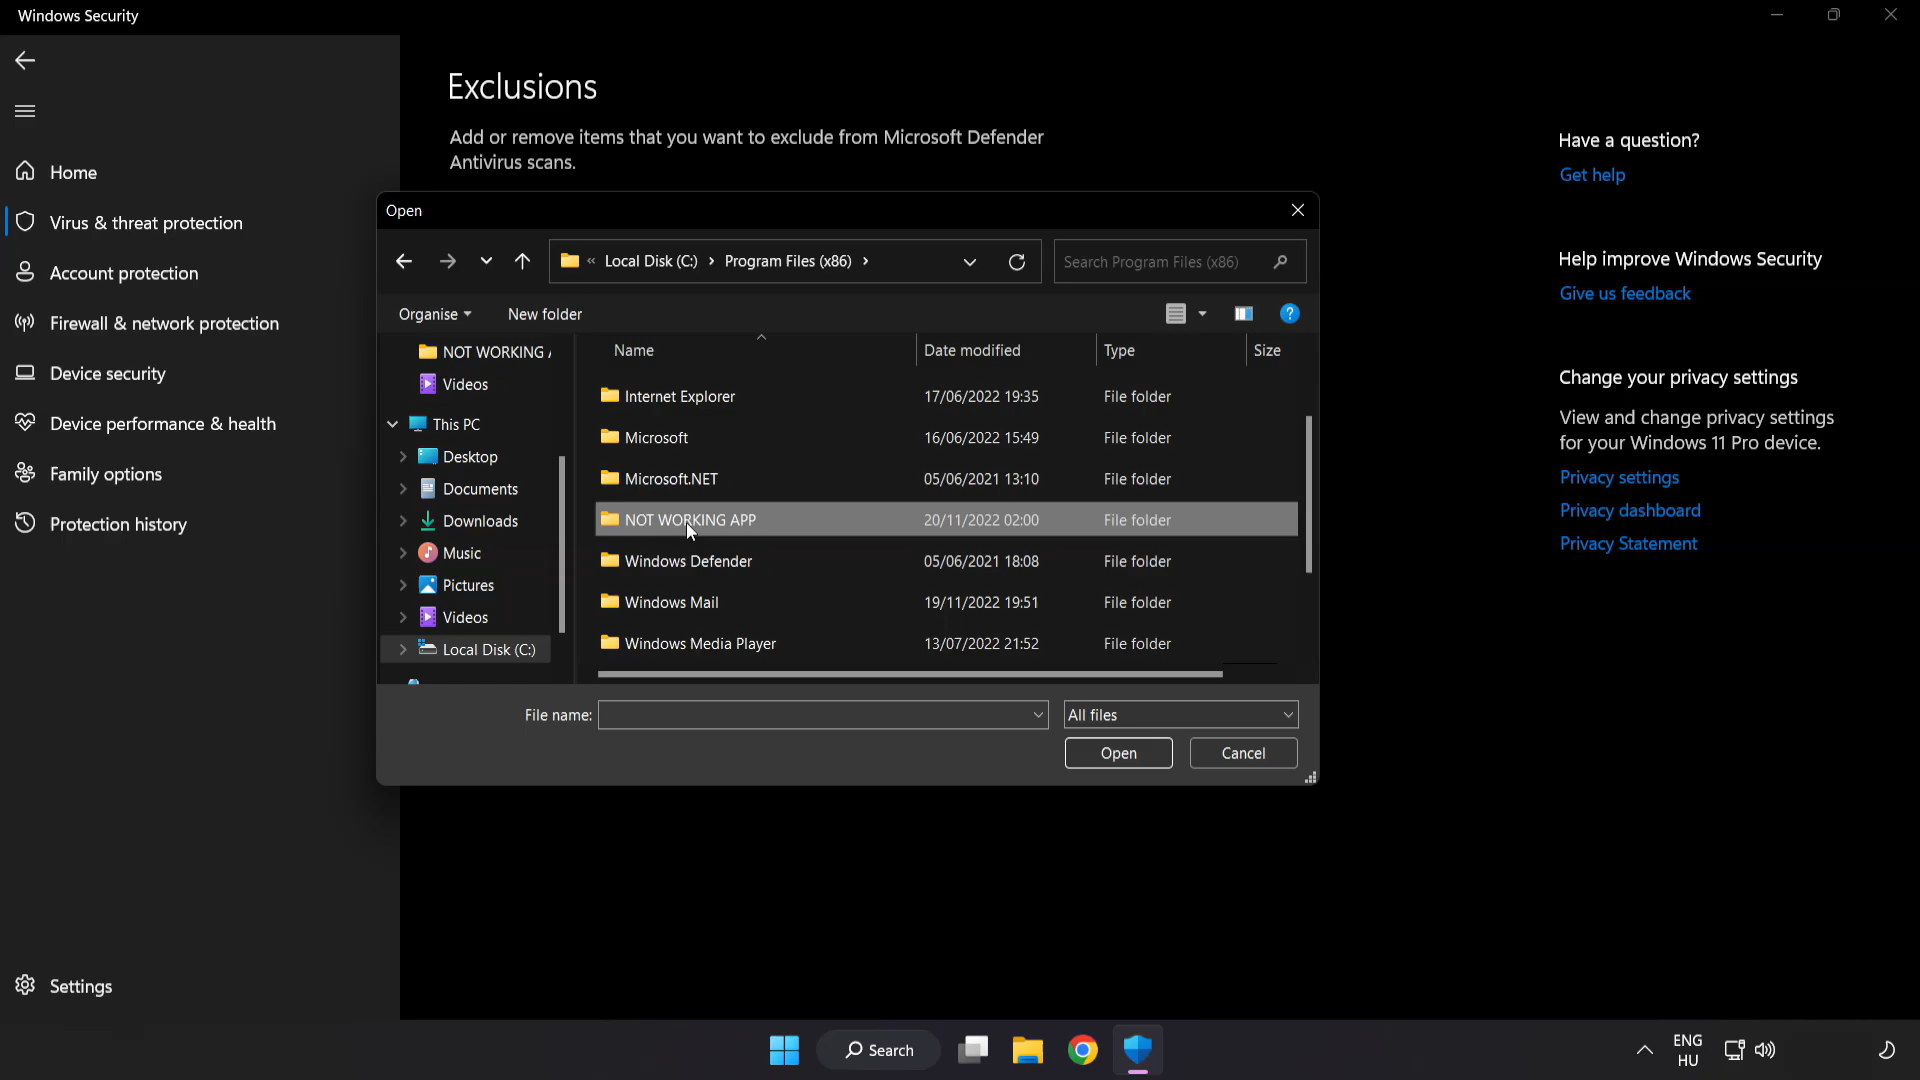 Windows Security
Exclusions
Add or remove items that you want to exclude from Microsoft Defender
Antivirus scans.
Home
Virus & threat protection
Account protection
Firewall & network protection
Device security
Device performance & health
Family options
Protection history
Settings
Have a question?
Get help
Help improve Windows Security
Give us feedback
Change your privacy settings
View and change privacy settings
for your Windows 11 Pro device.
Privacy settings
Privacy dashboard
Privacy Statement
Open
« Local Disk (C:) › Program Files (x86) ›
Search Program Files (x86)
Organise
New folder
NOT WORKING
Videos
This PC
Desktop
Documents
Downloads
Music
Pictures
Videos
Local Disk (C:)
Name Date modified Type Size
Internet Explorer 17/06/2022 19:35 File folder
Microsoft 16/06/2022 15:49 File folder
Microsoft.NET 05/06/2021 13:10 File folder
NOT WORKING APP 20/11/2022 02:00 File folder
Windows Defender 05/06/2021 18:08 File folder
Windows Mail 19/11/2022 19:51 File folder
Windows Media Player 13/07/2022 21:52 File folder
File name:
All files
Open
Cancel
Search
ENG
HU